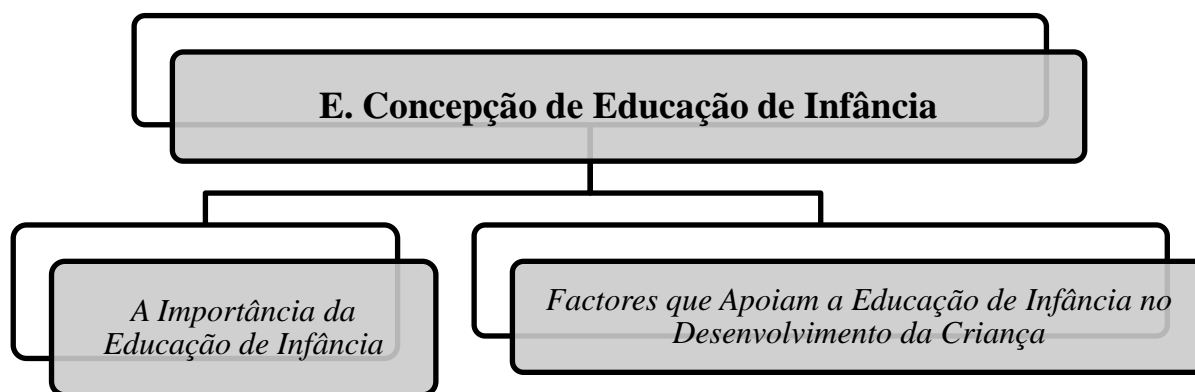 E. Concepção de Educação de Infância
A Importância da
Educação de Infância
Factores que Apoiam a Educação de Infância no
Desenvolvimento da Criança